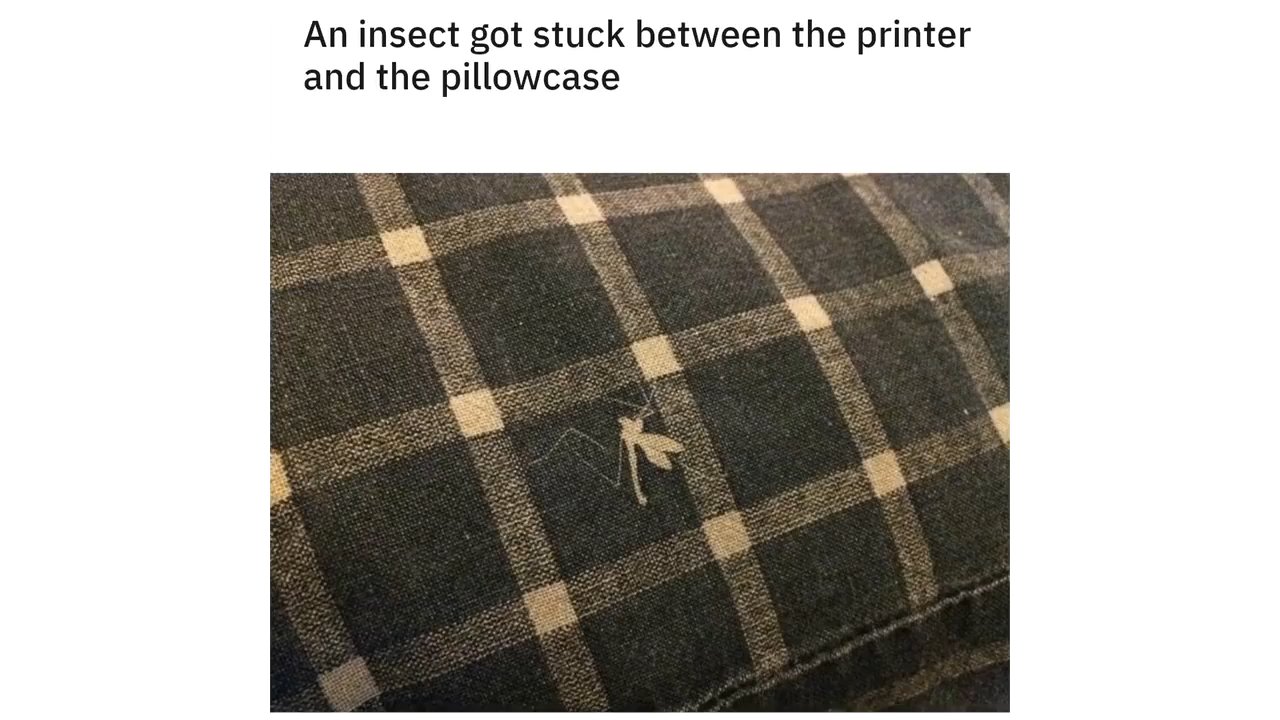 An insect got stuck between the printer
and the pillowcase